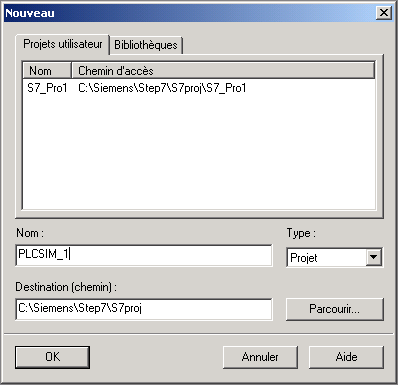 Nouveau
Projets utilisateur Bibliothèques
Nom Chemin d'accès
S7_Pro1 C:\Siemens\Step7\S7proj\S7_Pro1
Nom : Type :
PLCSIM_1 Projet
Destination (chemin) :
C:\Siemens\Step7\S7proj Parcourir...
OK Annuler Aide